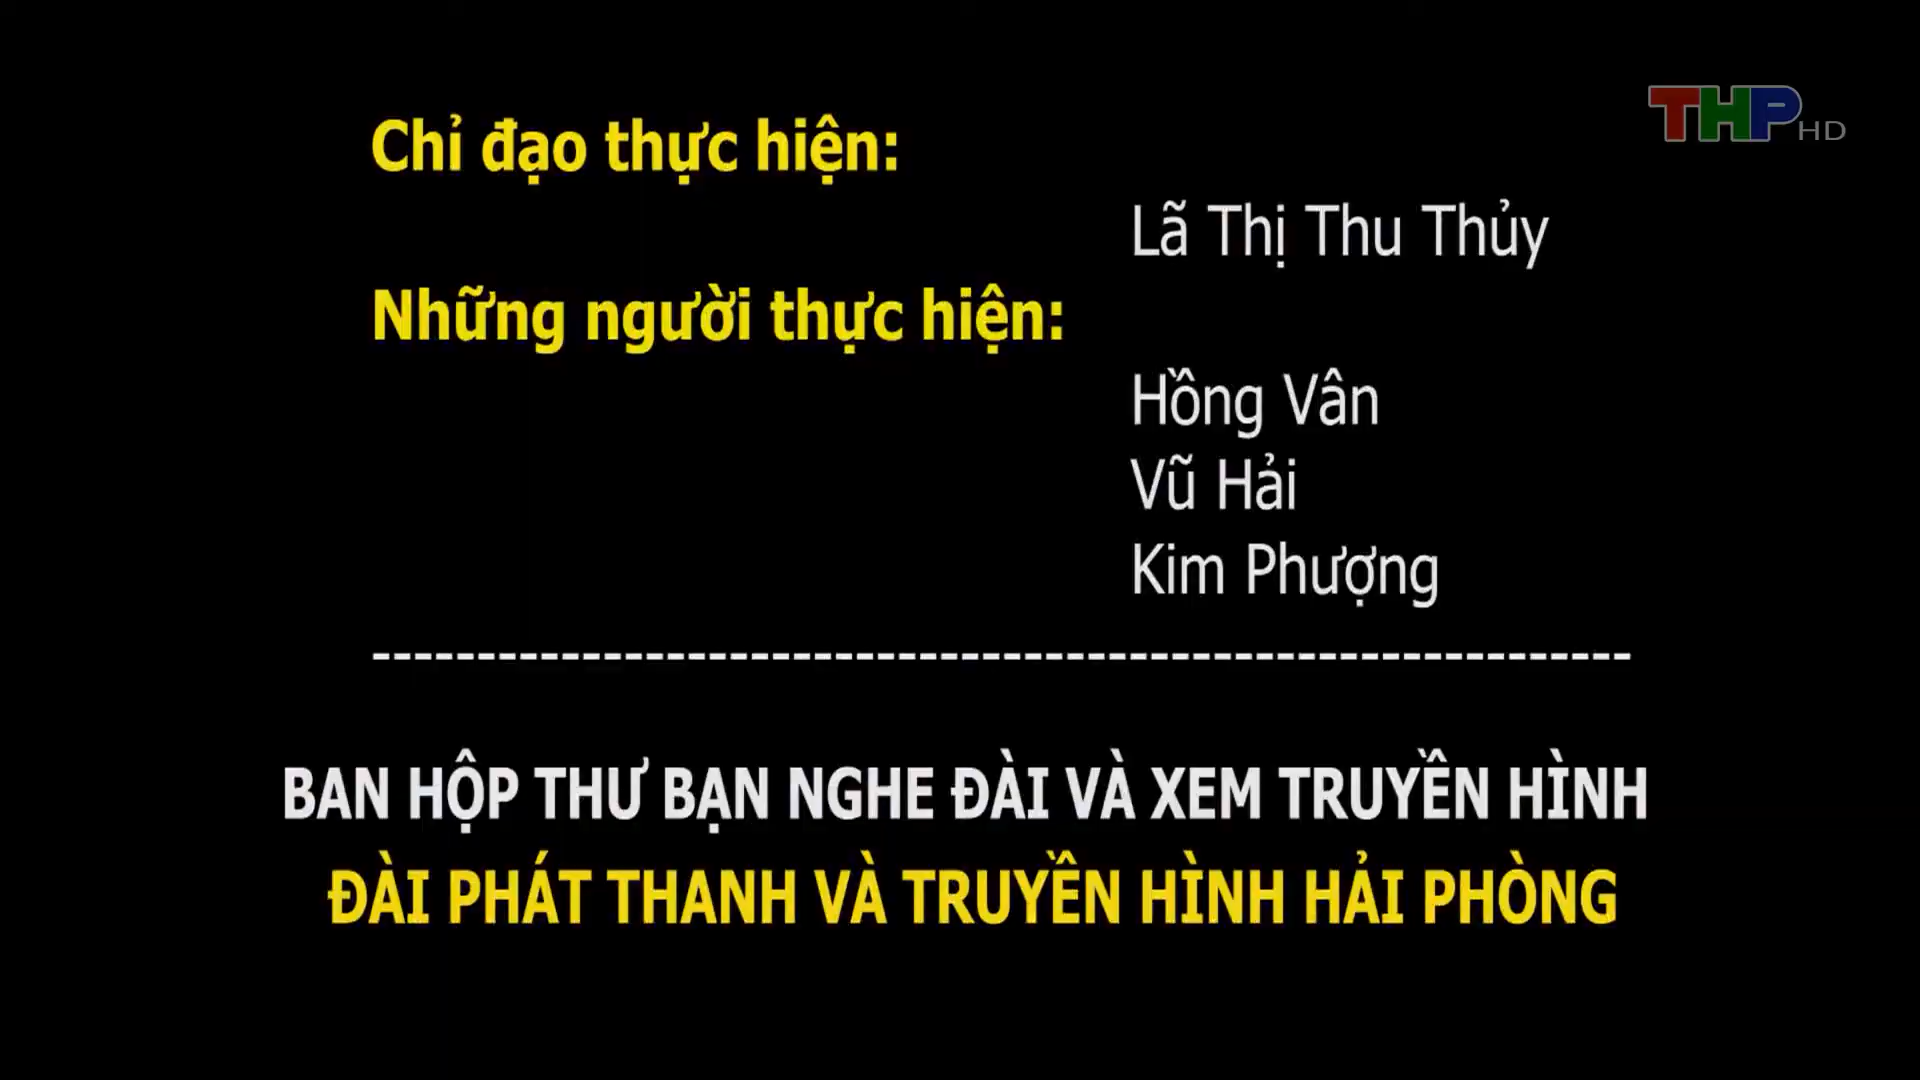 THP HD
Chỉ đạo thực hiện:
Lã Thị Thu Thủy
Những người thực hiện:
Hồng Vân
Vũ Hải
Kim Phượng
------------------------------------------------------------
BAN HỘP THƯ BẠN NGHE ĐÀI VÀ XEM TRUYỀN HÌNH
ĐÀI PHÁT THANH VÀ TRUYỀN HÌNH HẢI PHÒNG